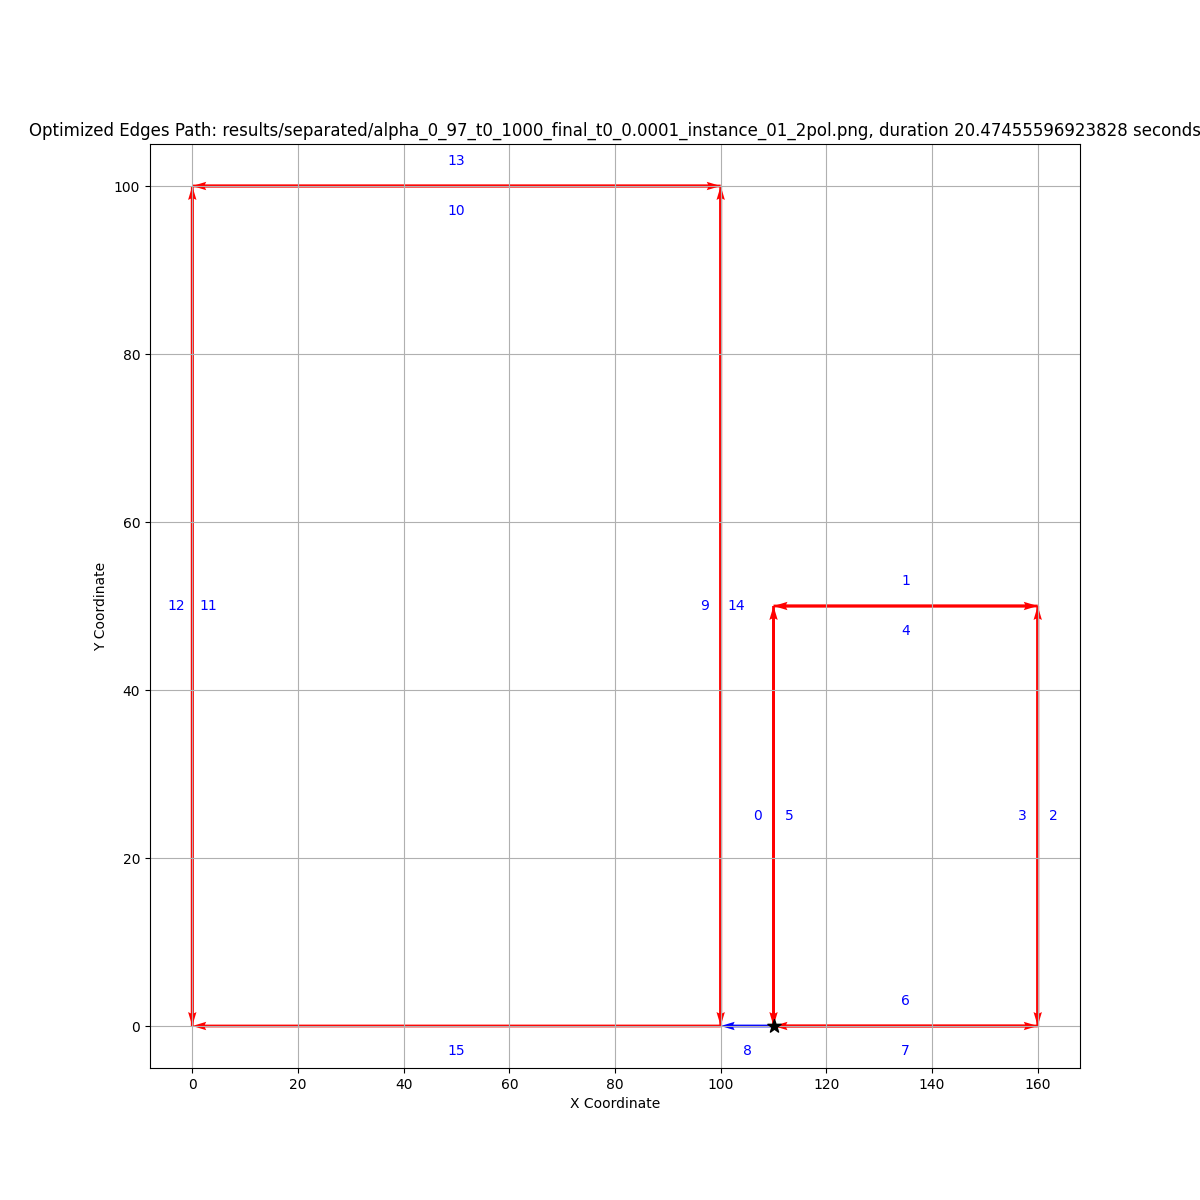 Optimized Edges Path: results/separated/alpha_0_97_t0_1000_final_t0_0.0001_instance_01_2pol.png, duration 20.47455596923828 seconds
13
100
10
80
60
1
12 11 9 14
4
Y Coordinate
40
0 5 3 2
20
6
0
15 8 7
0 20 40 60 80 100 120 140 160
X Coordinate